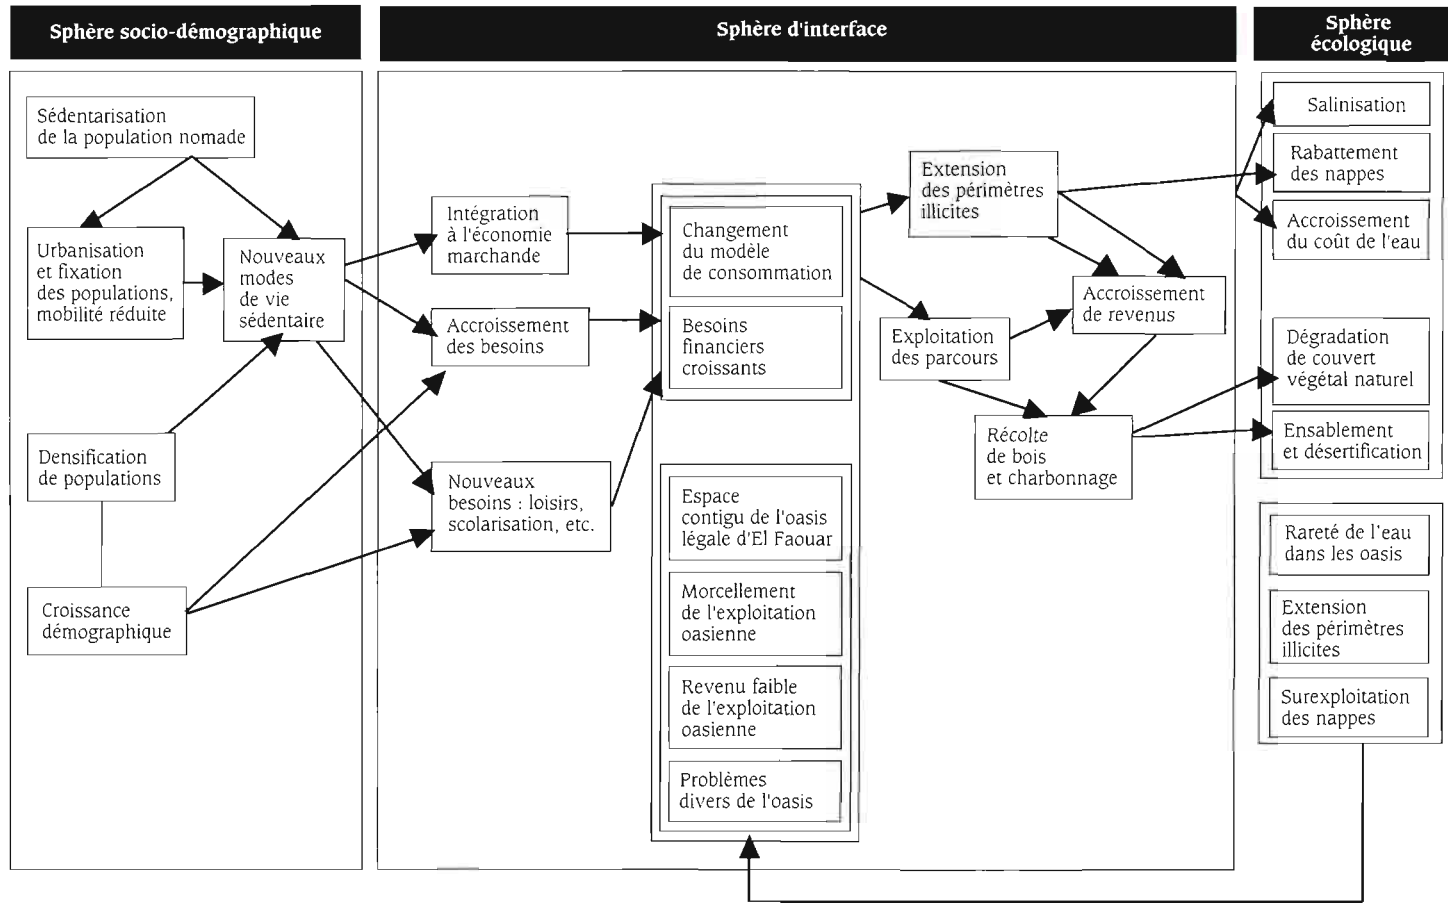 Sphère socio-démographique
Sphère d'interface
Sphère
écologique
Sédentarisation
de la population nomade
Urbanisation
et fixation
des populations,
mobilité réduite
Nouveaux
modes
de vie
sédentaire
Densification
de populations
Croissance
démographique
Intégration
à l'économie
marchande
Accroissement
des besoins
Nouveaux
besoins : loisirs,
scolarisation, etc.
Changement
du modèle
de consommation
Besoins
financiers
croissants
Espace
contigu de l'oasis
légale d'El Faouar
Morcellement
de l'exploitation
oasienne
Revenu faible
de l'exploitation
oasienne
Problèmes
divers de l'oasis
Extension
des périmètres
illicites
Exploitation
des parcours
Accroissement
de revenus
Récolte
de bois
et charbonnage
Salinisation
Rabattement
des nappes
Accroissement
du coût de l'eau
Dégradation
de couvert
végétal naturel
Ensablement
et désertification
Rareté de l'eau
dans les oasis
Extension
des périmètres
illicites
Surexploitation
des nappes